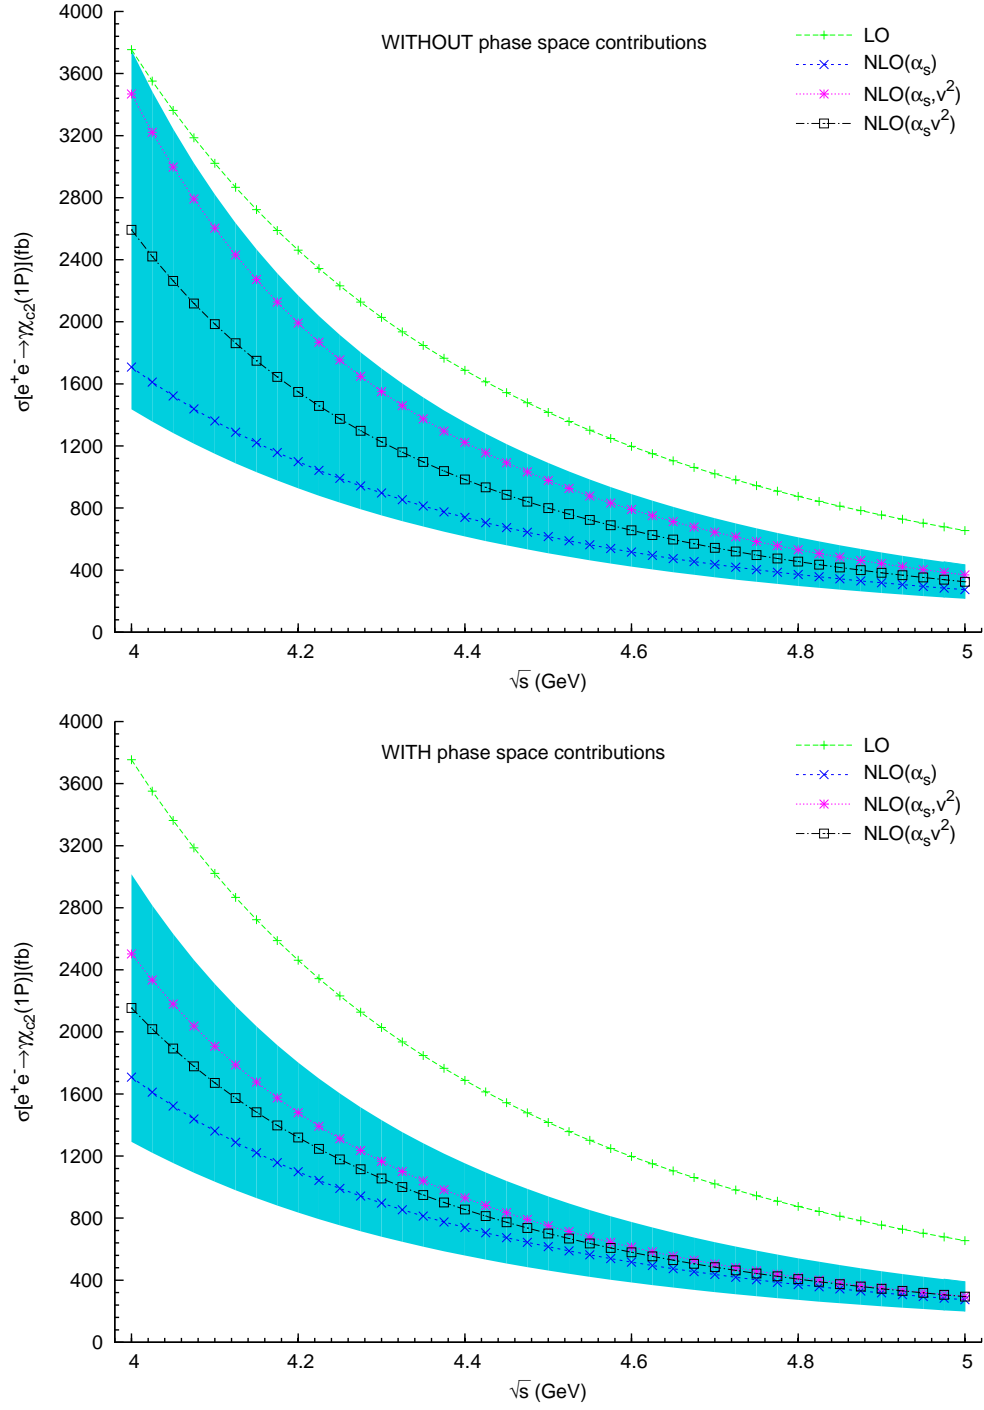 WITHOUT phase space contributions
LO
NLO(αs)
NLO(αs,v²)
NLO(αsv²)
4000
3600
3200
2800
2400
2000
1600
1200
800
400
0
σ[e⁺e⁻→γχc2(1P)](fb)
4 4.2 4.4 4.6 4.8 5
√s (GeV)
WITH phase space contributions
LO
NLO(αs)
NLO(αs,v²)
NLO(αsv²)
4000
3600
3200
2800
2400
2000
1600
1200
800
400
0
σ[e⁺e⁻→γχc2(1P)](fb)
4 4.2 4.4 4.6 4.8 5
√s (GeV)